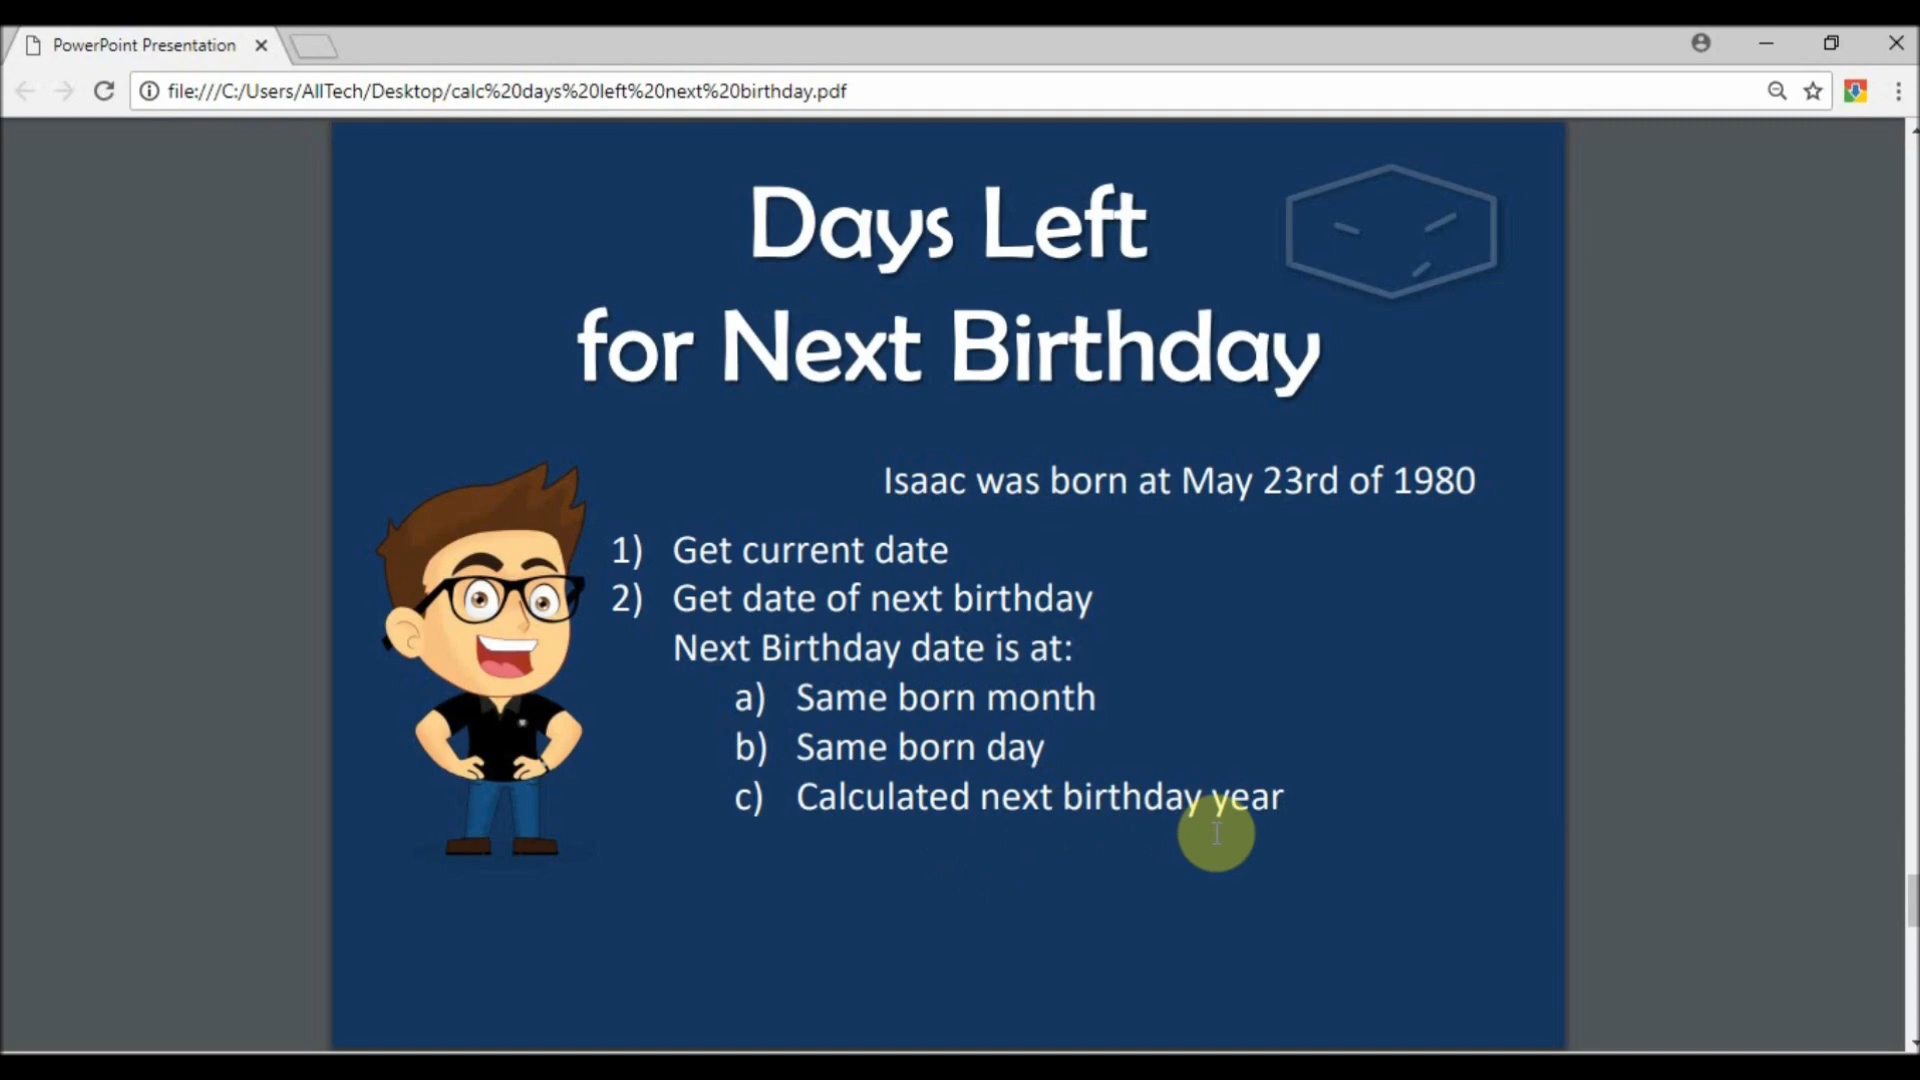 PowerPoint Presentation
file:///C:/Users/AllTech/Desktop/calc%20days%20left%20next%20birthday.pdf
Days Left
for Next Birthday
Isaac was born at May 23rd of 1980
1) Get current date
2) Get date of next birthday
Next Birthday date is at:
a) Same born month
b) Same born day
c) Calculated next birthday year